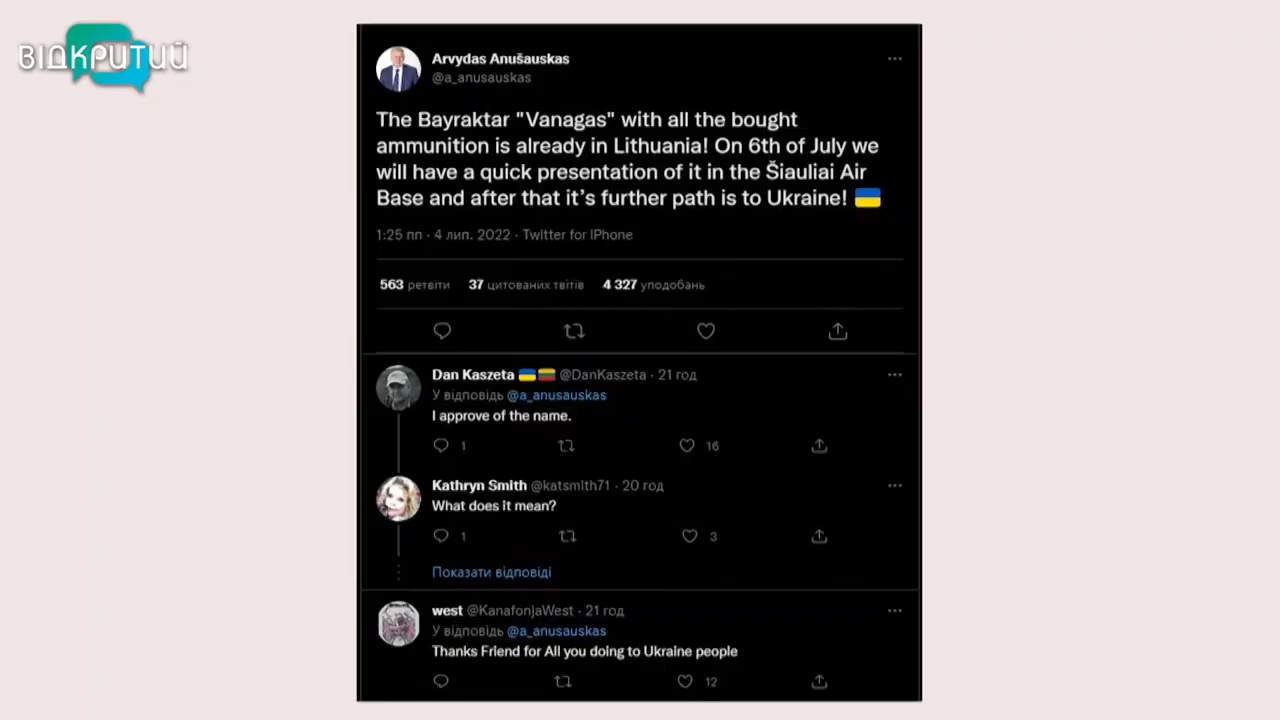 ВІДКРИТИЙ
Arvydas Anušauskas
@a_anusauskas
The Bayraktar "Vanagas" with all the bought
ammunition is already in Lithuania! On 6th of July we
will have a quick presentation of it in the Šiauliai Air
Base and after that it's further path is to Ukraine! 🇺🇦
1:25 пп · 4 лип. 2022 · Twitter for iPhone
563 ретвіти 37 цитованих твітів 4 327 уподобань
Dan Kaszeta 🇺🇦🇱🇹 @DanKaszeta · 21 год
У відповідь @a_anusauskas
I approve of the name.
1 16
Kathryn Smith @katsmith71 · 20 год
What does it mean?
1 3
Показати відповіді
west @KanafonjaWest · 21 год
У відповідь @a_anusauskas
Thanks Friend for All you doing to Ukraine people
12